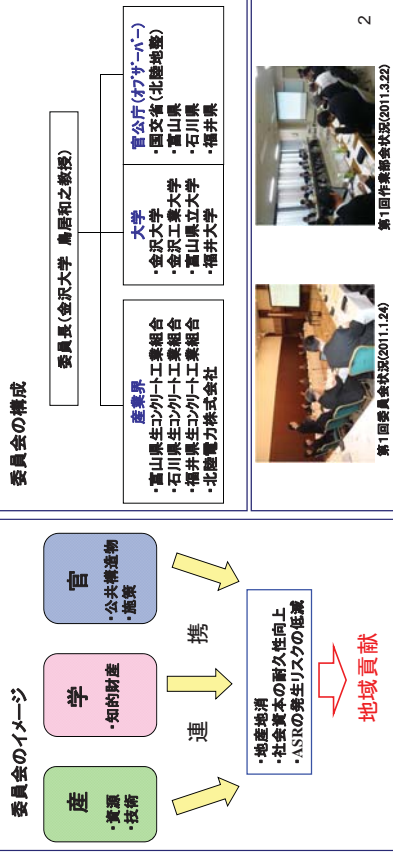 委員会のイメージ
産
・資源
・技術
学
・知的財産
官
・公共構造物
・施策
連 携
・地産地消
・社会資本の耐久性向上
・ASRの発生リスクの低減
地域貢献
委員会の構成
委員長(金沢大学 鳥居和之教授)
産業界
・富山県生コンクリート工業組合
・石川県生コンクリート工業組合
・福井県生コンクリート工業組合
・北陸電力株式会社
大学
・金沢大学
・金沢工業大学
・富山県立大学
・福井大学
官公庁(オブザーバー)
・国交省(北陸地整)
・富山県
・石川県
・福井県
第1回委員会状況(2011.1.24)
第1回作業部会状況(2011.3.22)
2